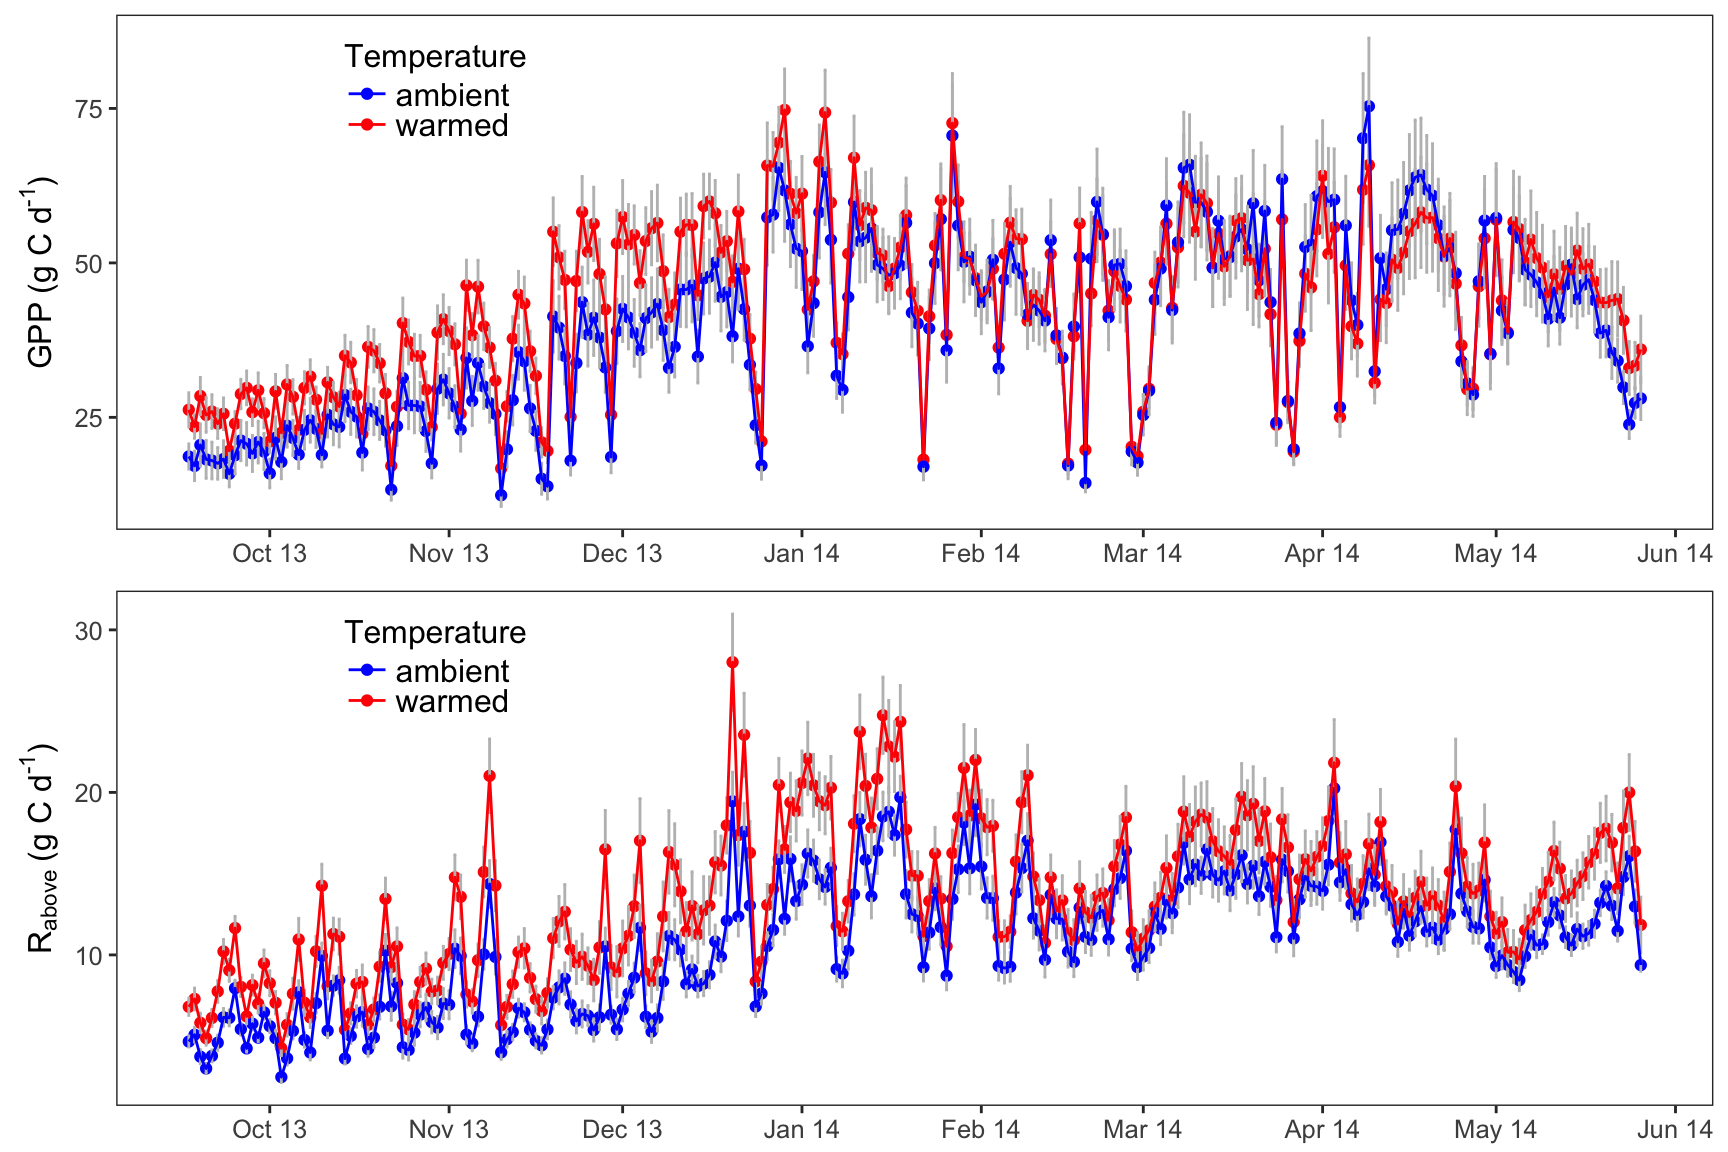 Temperature
ambient
warmed
GPP (g C d⁻¹)
75
50
25
Oct 13 Nov 13 Dec 13 Jan 14 Feb 14 Mar 14 Apr 14 May 14 Jun 14
Temperature
ambient
warmed
Rabove (g C d⁻¹)
30
20
10
Oct 13 Nov 13 Dec 13 Jan 14 Feb 14 Mar 14 Apr 14 May 14 Jun 14